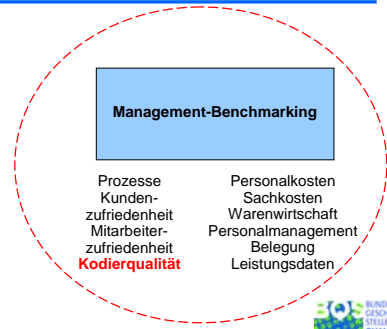 Management-Benchmarking
Prozesse
Kunden-
zufriedenheit
Mitarbeiter-
zufriedenheit
Kodierqualität
Personalkosten
Sachkosten
Warenwirtschaft
Personalmanagement
Belegung
Leistungsdaten